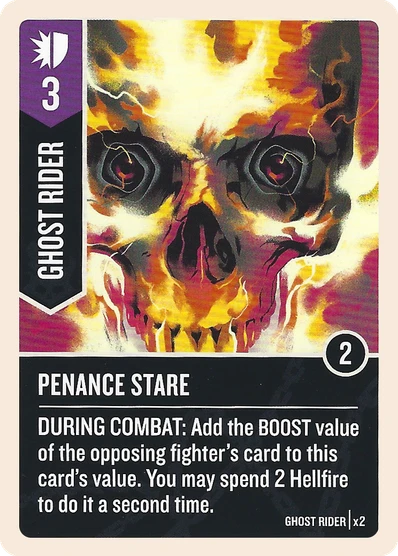 3
GHOST RIDER
2
PENANCE STARE
DURING COMBAT: Add the BOOST value
of the opposing fighter's card to this
card's value. You may spend 2 Hellfire
to do it a second time.
GHOST RIDER | x2